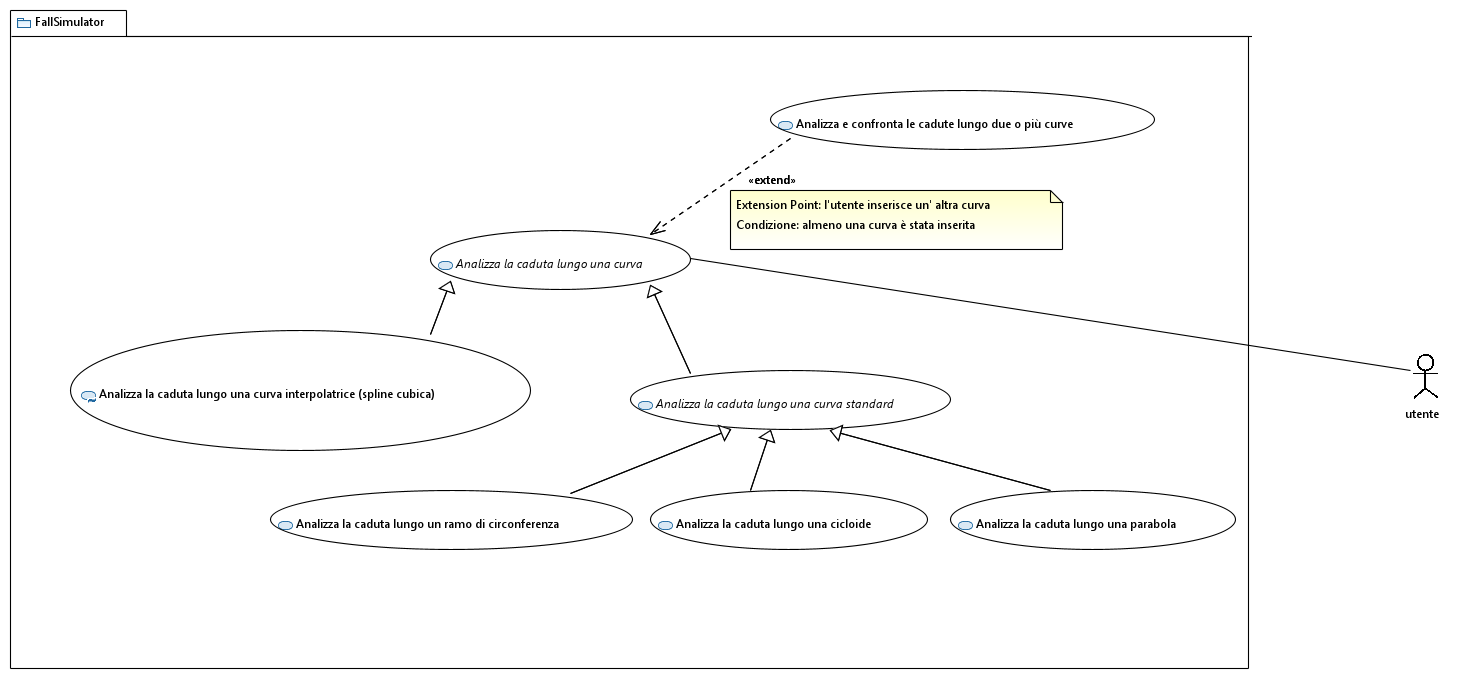 FallSimulator
Analizza e confronta le cadute lungo due o più curve
«extend»
Extension Point: l'utente inserisce un' altra curva
Condizione: almeno una curva è stata inserita
Analizza la caduta lungo una curva
Analizza la caduta lungo una curva interpolatrice (spline cubica)
Analizza la caduta lungo una curva standard
utente
Analizza la caduta lungo un ramo di circonferenza
Analizza la caduta lungo una cicloide
Analizza la caduta lungo una parabola